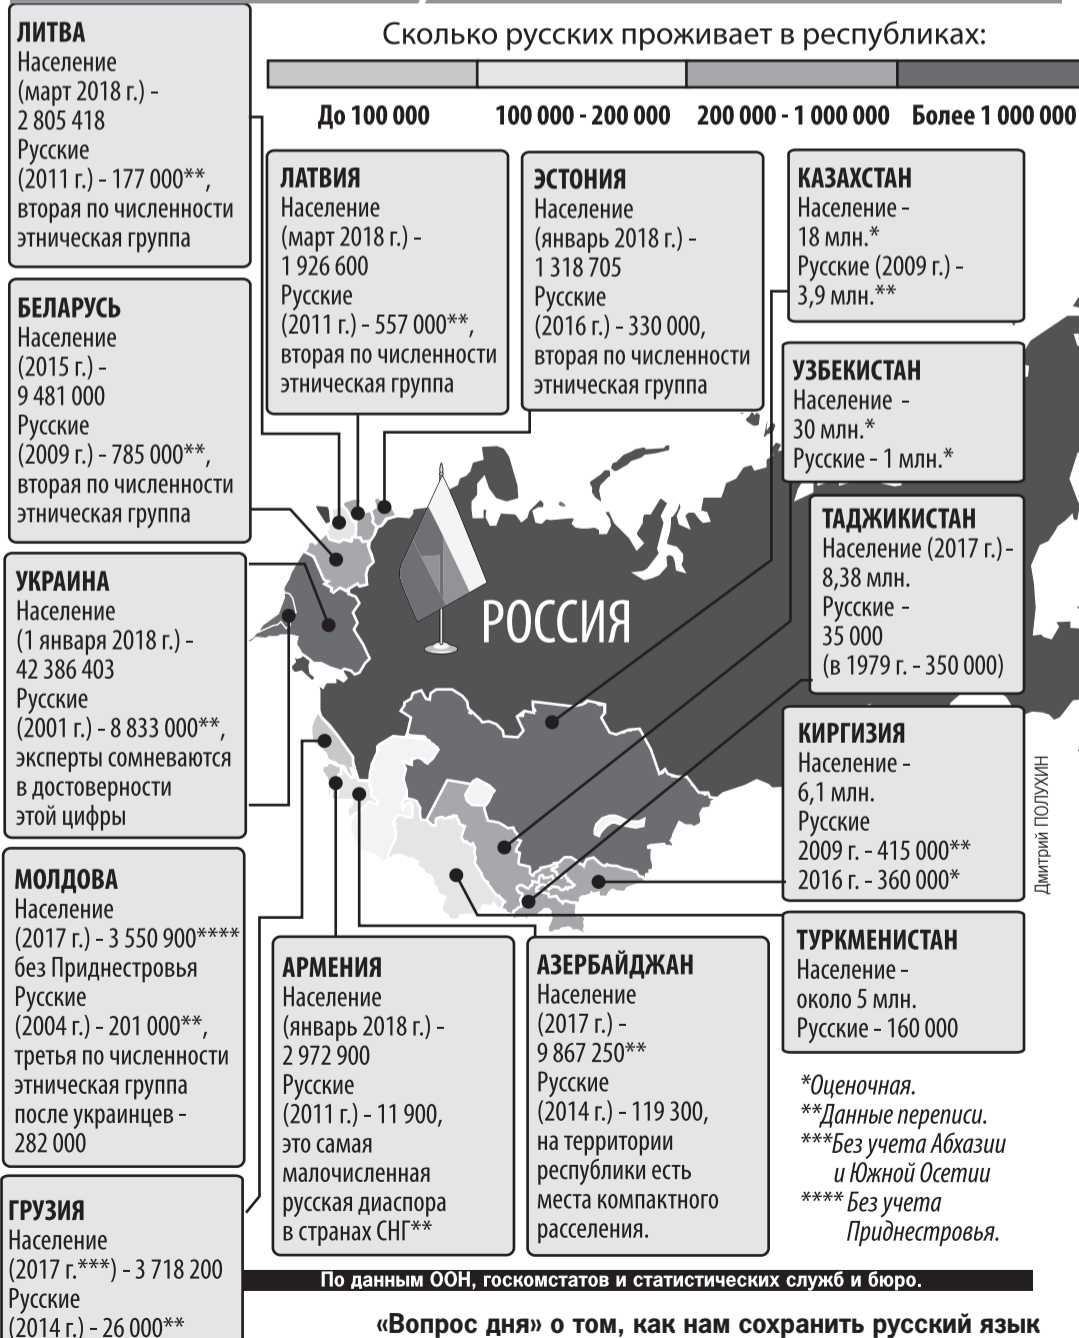 Сколько русских проживает в республиках:
До 100 000
100 000 - 200 000
200 000 - 1 000 000
Более 1 000 000
ЛИТВА
Население
(март 2018 г.) -
2 805 418
Русские
(2011 г.) - 177 000**,
вторая по численности
этническая группа
БЕЛАРУСЬ
Население
(2015 г.) -
9 481 000
Русские
(2009 г.) - 785 000**,
вторая по численности
этническая группа
УКРАИНА
Население
(1 января 2018 г.) -
42 386 403
Русские
(2001 г.) - 8 833 000**,
эксперты сомневаются
в достоверности
этой цифры
МОЛДОВА
Население
(2017 г.) - 3 550 900****
без Приднестровья
Русские
(2004 г.) - 201 000**,
третья по численности
этническая группа
после украинцев -
282 000
ГРУЗИЯ
Население
(2017 г.***) - 3 718 200
Русские
(2014 г.) - 26 000**
ЛАТВИЯ
Население
(март 2018 г.) -
1 926 600
Русские
(2011 г.) - 557 000**,
вторая по численности
этническая группа
ЭСТОНИЯ
Население
(январь 2018 г.) -
1 318 705
Русские
(2016 г.) - 330 000,
вторая по численности
этническая группа
КАЗАХСТАН
Население -
18 млн.*
Русские (2009 г.) -
3,9 млн.**
УЗБЕКИСТАН
Население -
30 млн.*
Русские - 1 млн.*
ТАДЖИКИСТАН
Население (2017 г.) -
8,38 млн.
Русские -
35 000
(в 1979 г. - 350 000)
КИРГИЗИЯ
Население -
6,1 млн.
Русские
2009 г. - 415 000**
2016 г. - 360 000*
ТУРКМЕНИСТАН
Население -
около 5 млн.
Русские - 160 000
РОССИЯ
АРМЕНИЯ
Население
(январь 2018 г.) -
2 972 900
Русские
(2011 г.) - 11 900,
это самая
малочисленная
русская диаспора
в странах СНГ**
АЗЕРБАЙДЖАН
Население
(2017 г.) -
9 867 250**
Русские
(2014 г.) - 119 300,
на территории
республики есть
места компактного
расселения.
*Оценочная.
**Данные переписи.
***Без учета Абхазии
и Южной Осетии
**** Без учета
Приднестровья.
Дмитрий ПОЛУХИН
По данным ООН, госкомстатов и статистических служб и бюро.
«Вопрос дня» о том, как нам сохранить русский язык